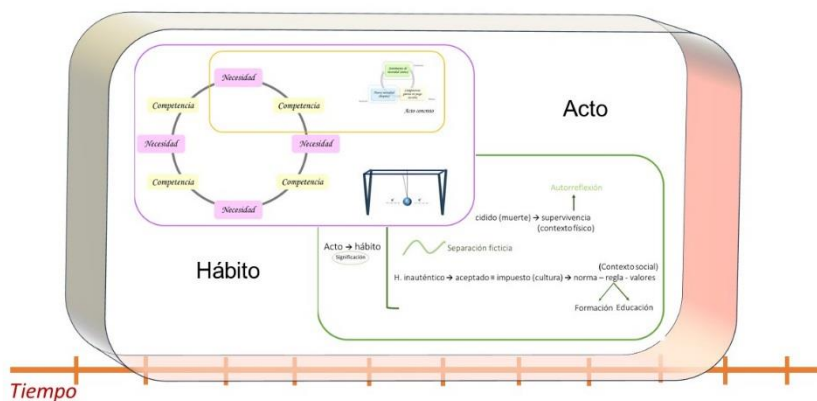 Necesidad
Competencia
Competencia
Necesidad
Necesidad
Competencia
Competencia
Necesidad
Acto concreto
Acto
Hábito
Autorreflexión
cidido (muerte) → supervivencia
(contexto físico)
Acto → hábito
Significación
Separación ficticia
(Contexto social)
H. inauténtico → aceptado = impuesto (cultura) → norma – regla - valores
Formación Educación
Tiempo